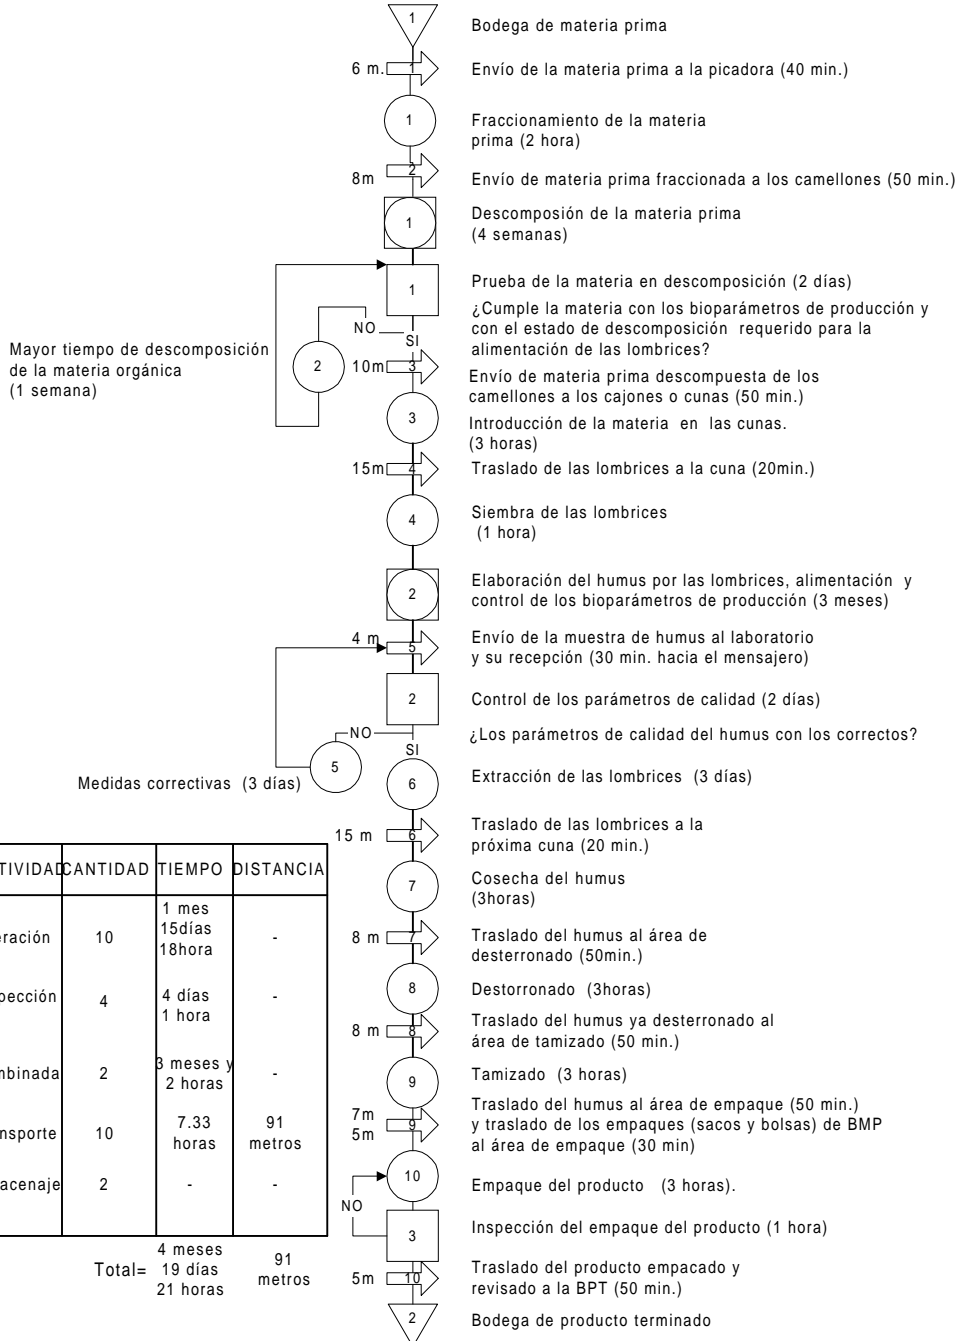 1
Bodega de materia prima
6 m.
1
Envío de la materia prima a la picadora (40 min.)
1
Fraccionamiento de la materia
prima (2 hora)
8m
2
Envío de materia prima fraccionada a los camellones (50 min.)
1
Descomposión de la materia prima
(4 semanas)
1
Prueba de la materia en descomposición (2 días)
¿Cumple la materia con los bioparámetros de producción y
con el estado de descomposición requerido para la
alimentación de las lombrices?
NO
SI
Mayor tiempo de descomposición
de la materia orgánica
(1 semana)
2
10m
3
Envío de materia prima descompuesta de los
camellones a los cajones o cunas (50 min.)
3
Introducción de la materia en las cunas.
(3 horas)
15m
4
Traslado de las lombrices a la cuna (20min.)
4
Siembra de las lombrices
(1 hora)
2
Elaboración del humus por las lombrices, alimentación y
control de los bioparámetros de producción (3 meses)
4 m
5
Envío de la muestra de humus al laboratorio
y su recepción (30 min. hacia el mensajero)
2
Control de los parámetros de calidad (2 días)
NO
SI
¿Los parámetros de calidad del humus con los correctos?
5
Medidas correctivas (3 días)
6
Extracción de las lombrices (3 días)
15 m
6
Traslado de las lombrices a la
próxima cuna (20 min.)
7
Cosecha del humus
(3horas)
8 m
7
Traslado del humus al área de
desterronado (50min.)
8
Destorronado (3horas)
8 m
8
Traslado del humus ya desterronado al
área de tamizado (50 min.)
9
Tamizado (3 horas)
7m
5m
9
Traslado del humus al área de empaque (50 min.)
y traslado de los empaques (sacos y bolsas) de BMP
al área de empaque (30 min)
10
Empaque del producto (3 horas).
NO
3
Inspección del empaque del producto (1 hora)
5m
10
Traslado del producto empacado y
revisado a la BPT (50 min.)
2
Bodega de producto terminado
TIVIDAD CANTIDAD TIEMPO DISTANCIA
eración 10 1 mes 15días 18hora -
pección 4 4 días 1 hora -
mbinada 2 3 meses y 2 horas -
nsporte 10 7.33 horas 91 metros
acenaje 2 - -
Total= 4 meses 19 días 21 horas 91 metros